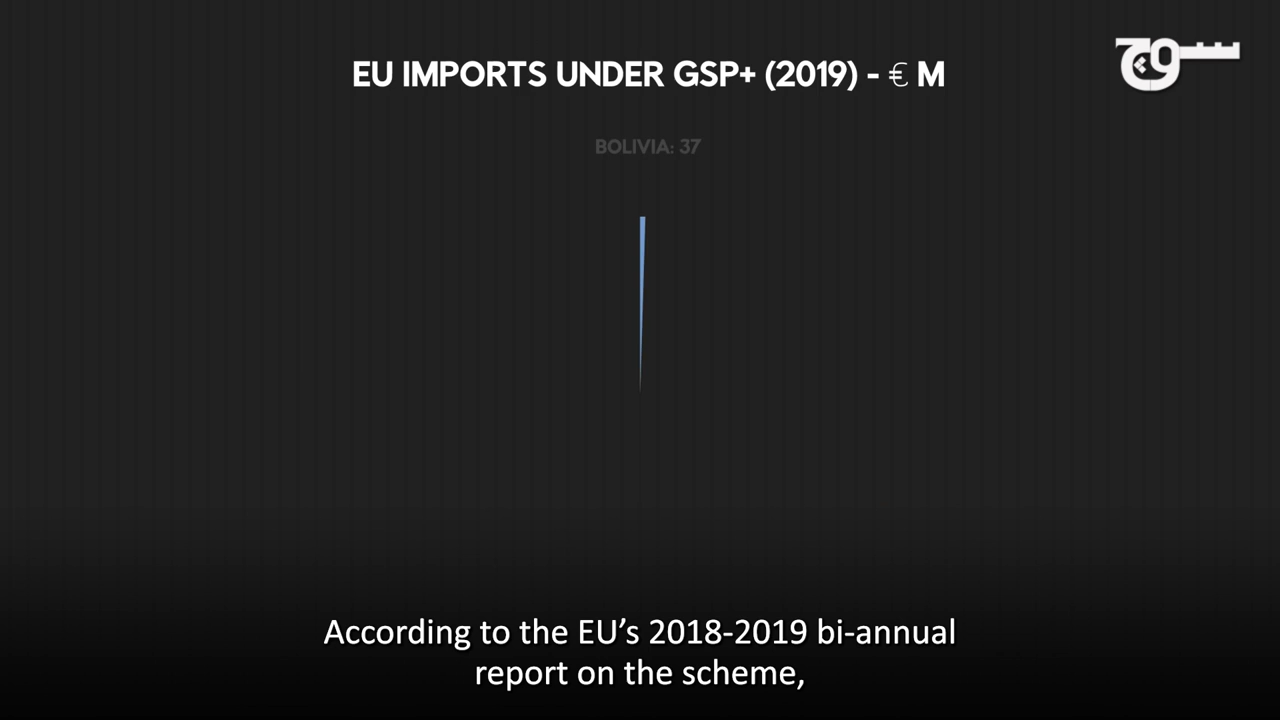 EU IMPORTS UNDER GSP+ (2019) - € M
BOLIVIA: 37
According to the EU’s 2018-2019 bi-annual
report on the scheme,